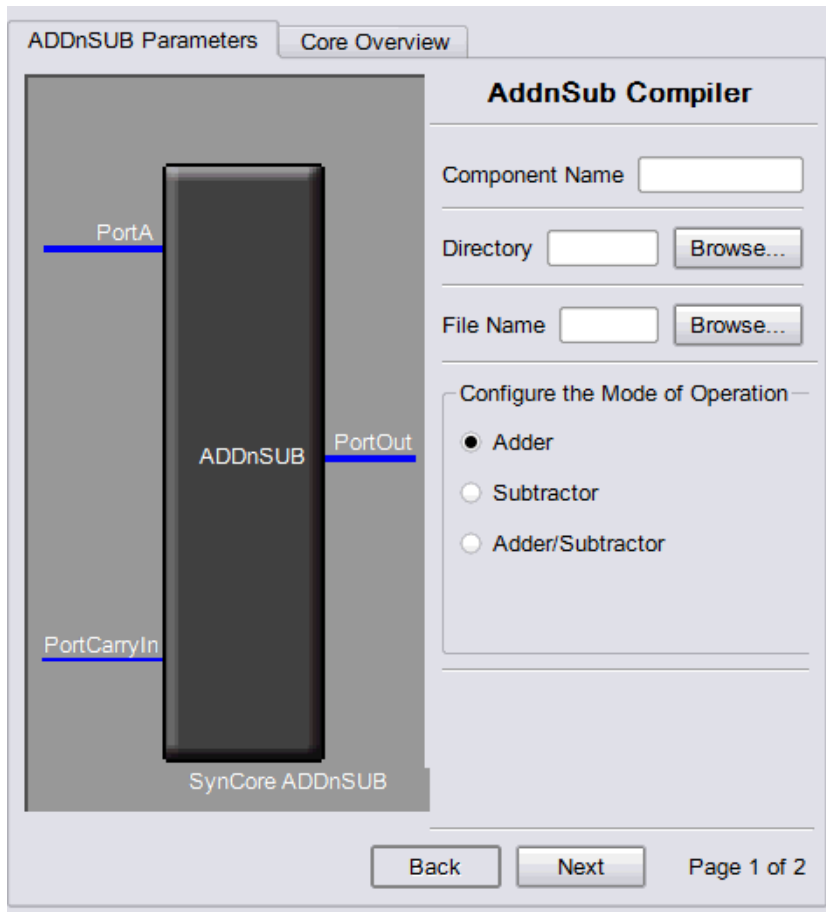 ADDnSUB Parameters
Core Overview
AddnSub Compiler
Component Name
Directory
Browse...
File Name
Browse...
Configure the Mode of Operation
Adder
Subtractor
Adder/Subtractor
PortA
ADDnSUB
PortOut
PortCarryIn
SynCore ADDnSUB
Back
Next
Page 1 of 2